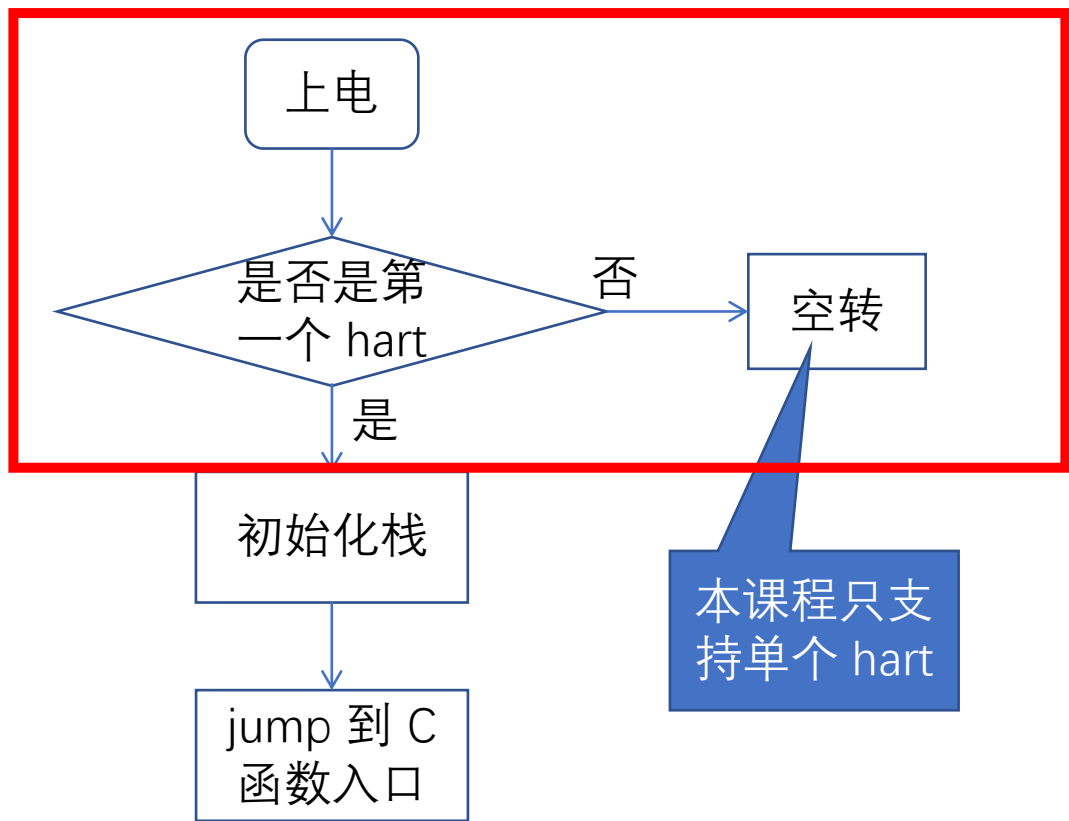 上电
是否是第
一个 hart
否
空转
是
初始化栈
本课程只支
持单个 hart
jump 到 C
函数入口